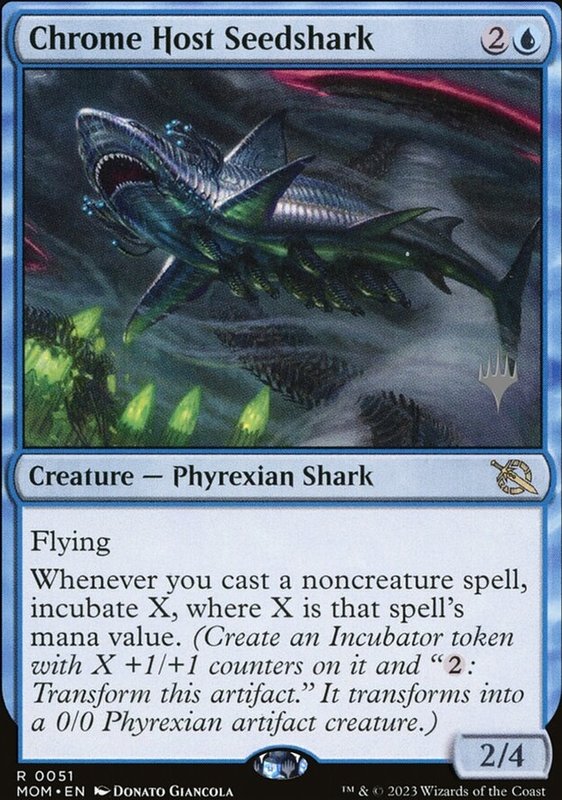 Chrome Host Seedshark 2
Creature — Phyrexian Shark
Flying
Whenever you cast a noncreature spell,
incubate X, where X is that spell's
mana value. (Create an Incubator token
with X +1/+1 counters on it and “2:
Transform this artifact.” It transforms into
a 0/0 Phyrexian artifact creature.)
2/4
R 0051
MOM • EN Donato Giancola
™ & © 2023 Wizards of the Coast